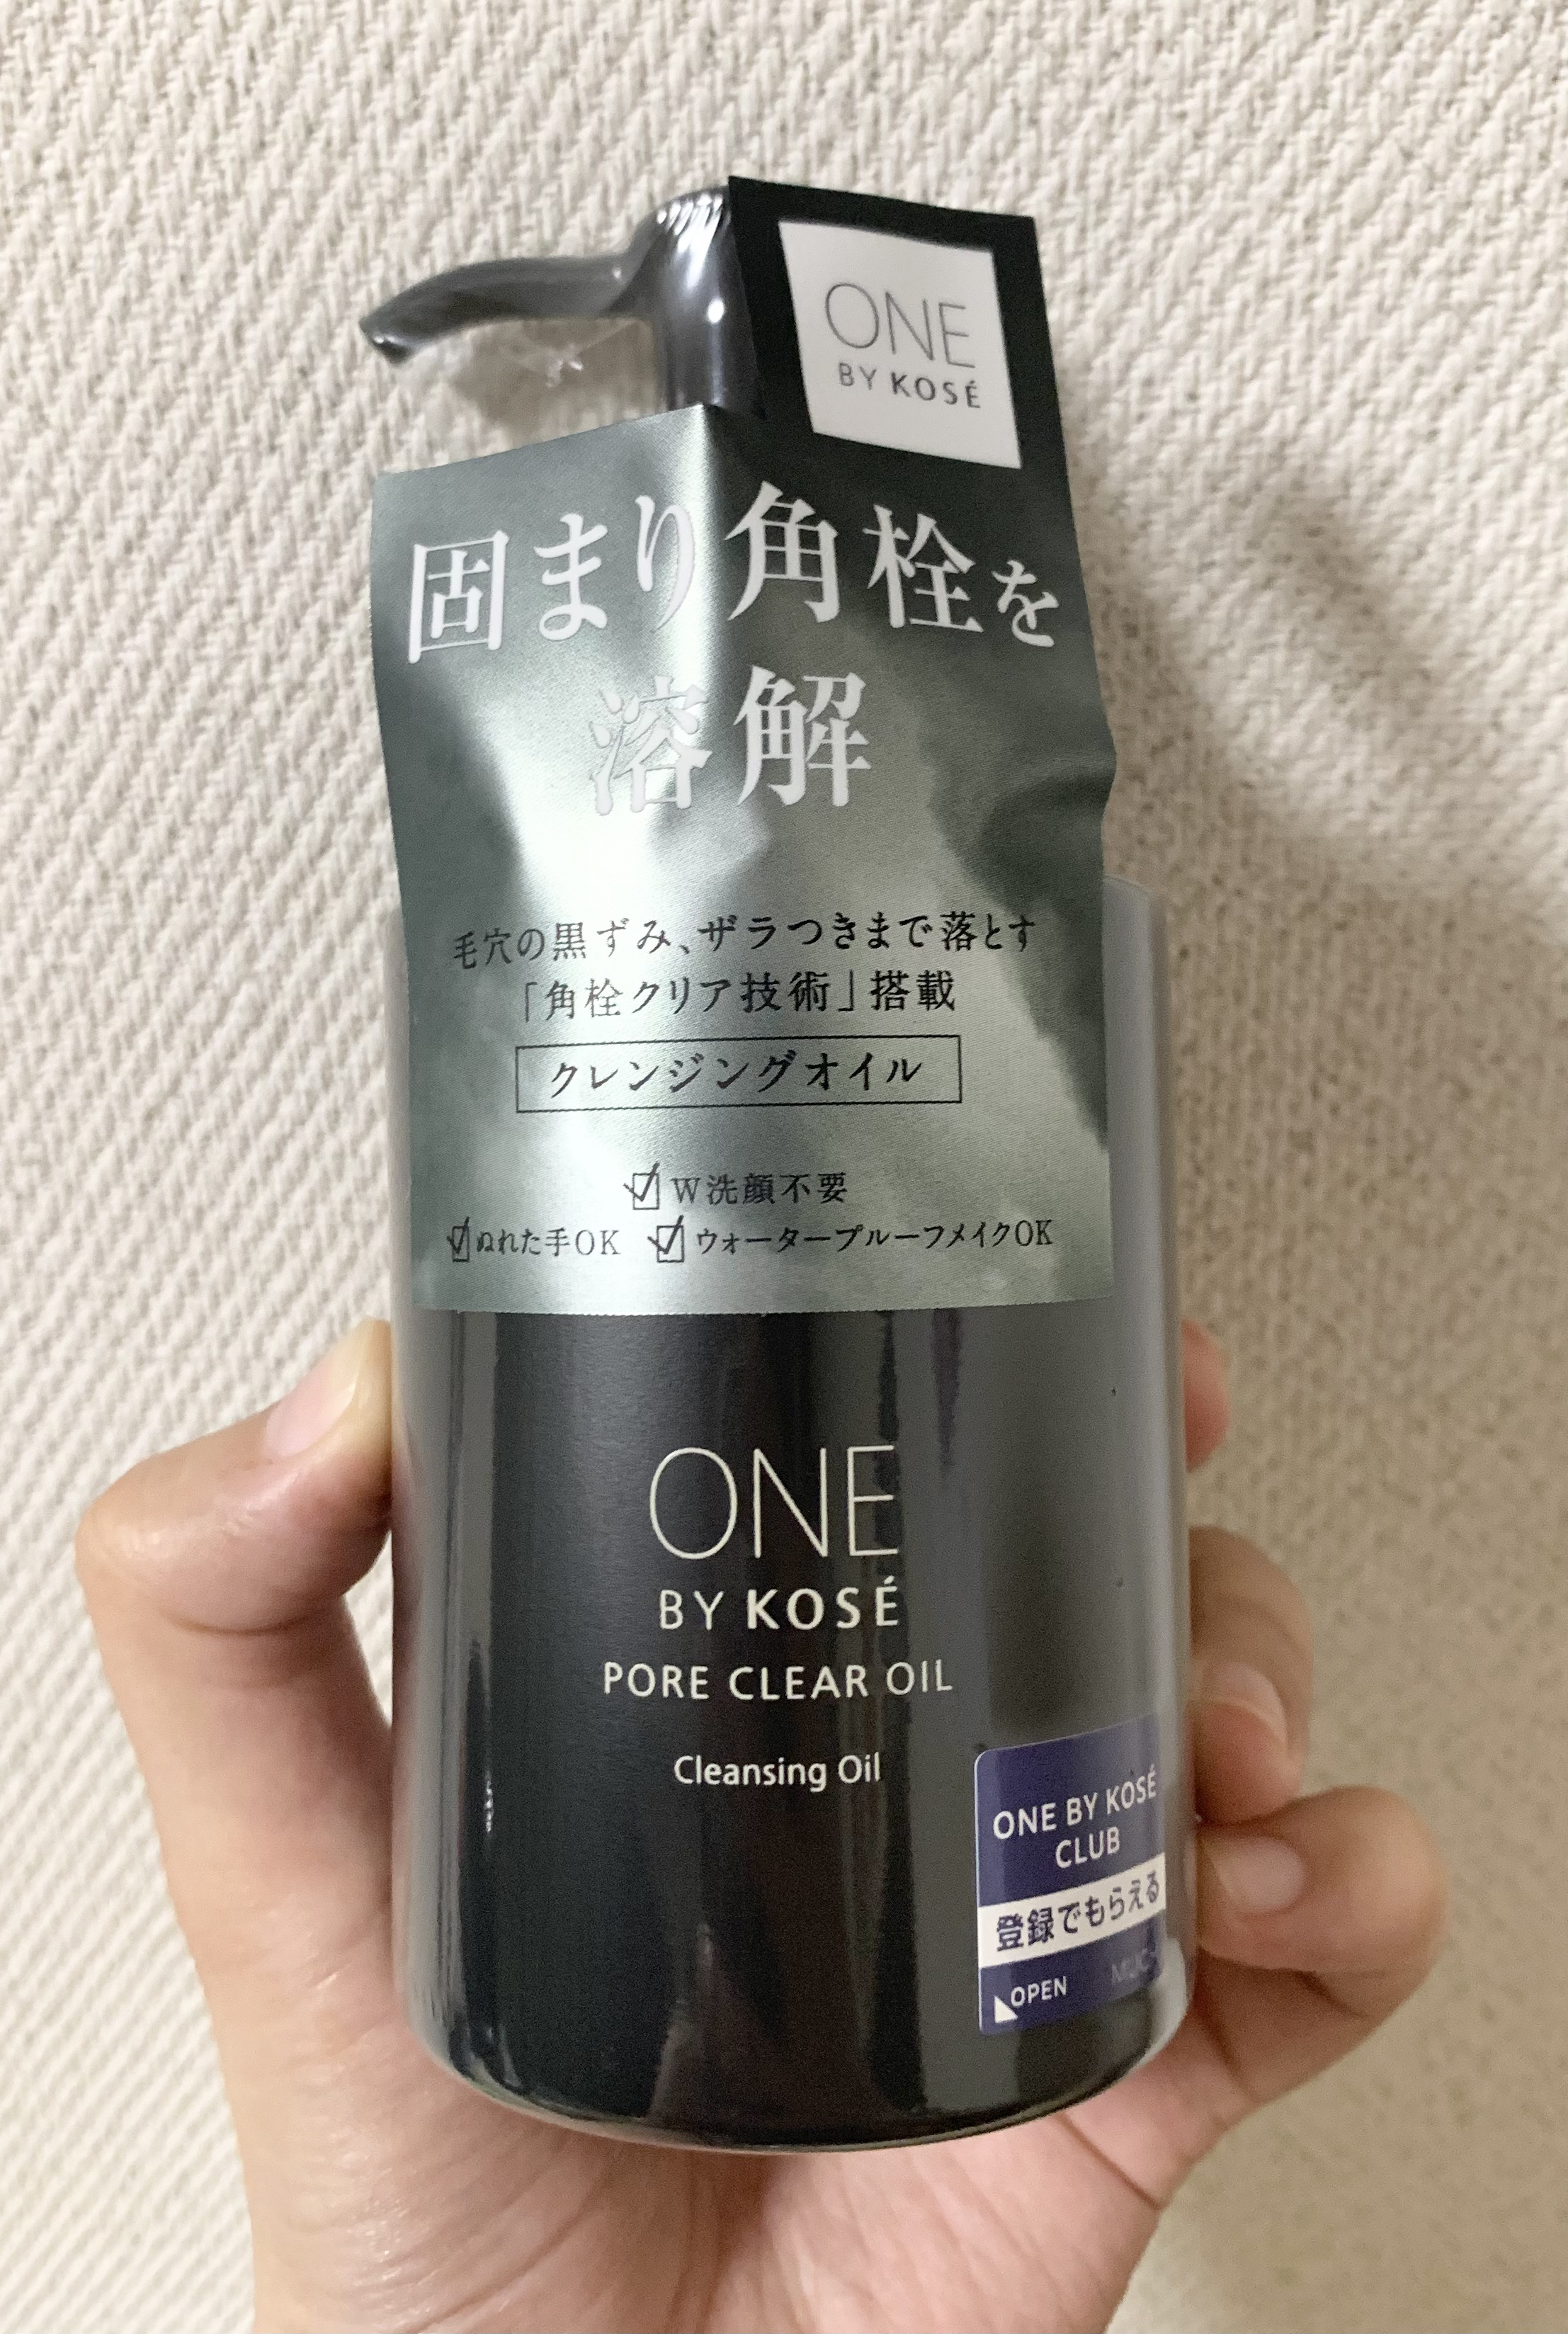 ONE
BY KOSÉ
固まり角栓を
溶解
毛穴の黒ずみ、ザラつきまで落とす
「角栓クリア技術」搭載
クレンジングオイル
W洗顔不要
ぬれた手OK ウォータープルーフメイクOK
ONE
BY KOSÉ
PORE CLEAR OIL
Cleansing Oil
ONE BY KOSÉ
CLUB
登録でもらえる
OPEN